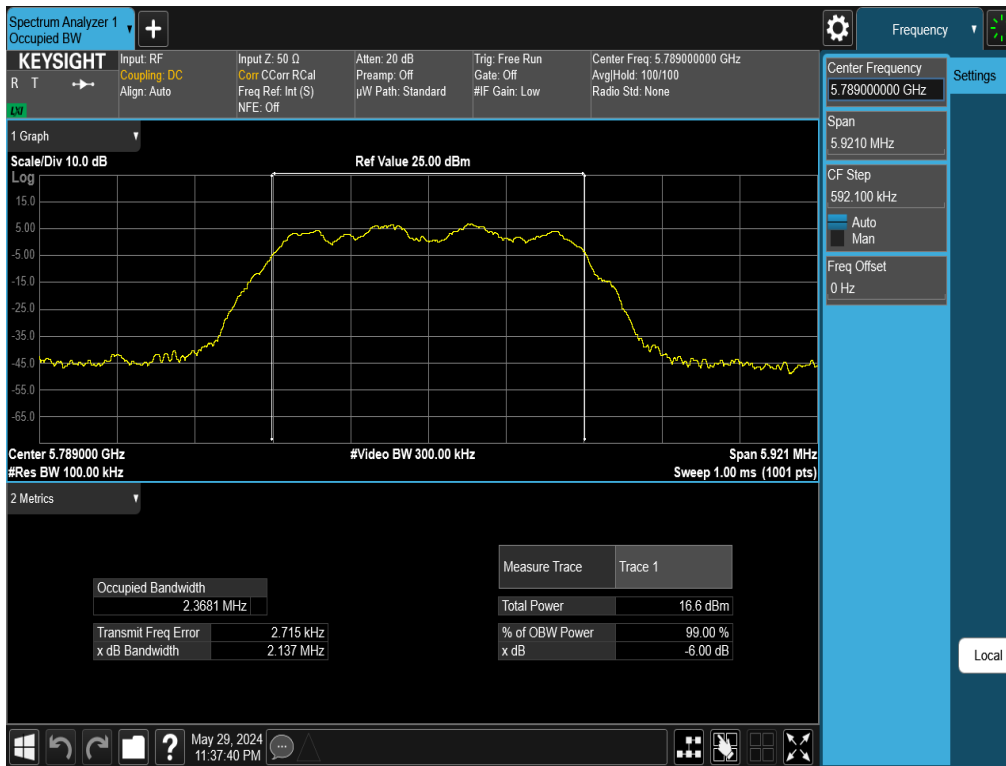 Spectrum Analyzer 1
Occupied BW
Frequency
KEYSIGHT
R T
LXI
Input: RF
Coupling: DC
Align: Auto
Input Z: 50 Ω
Corr CCorr RCal
Freq Ref: Int (S)
NFE: Off
Atten: 20 dB
Preamp: Off
µW Path: Standard
Trig: Free Run
Gate: Off
#IF Gain: Low
Center Freq: 5.789000000 GHz
Avg|Hold: 100/100
Radio Std: None
Center Frequency
5.789000000 GHz
Settings
Span
5.9210 MHz
CF Step
592.100 kHz
Auto
Man
Freq Offset
0 Hz
Local
1 Graph
Scale/Div 10.0 dB
Ref Value 25.00 dBm
Log
15.0
5.00
-5.00
-15.0
-25.0
-35.0
-45.0
-55.0
-65.0
Center 5.789000 GHz
#Video BW 300.00 kHz
Span 5.921 MHz
#Res BW 100.00 kHz
Sweep 1.00 ms (1001 pts)
2 Metrics
Occupied Bandwidth
2.3681 MHz
Transmit Freq Error 2.715 kHz
x dB Bandwidth 2.137 MHz
Measure Trace Trace 1
Total Power 16.6 dBm
% of OBW Power 99.00 %
x dB -6.00 dB
?
May 29, 2024
11:37:40 PM